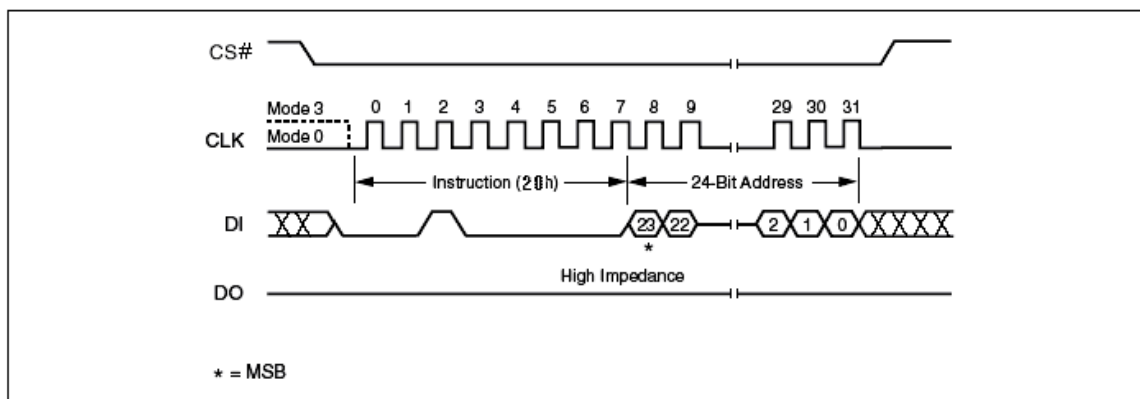 CS#
Mode 3
0 1 2 3 4 5 6 7 8 9 29 30 31
CLK
Mode 0
Instruction (20h) 24-Bit Address
DI 23 22 2 1 0
*
High Impedance
DO
* = MSB